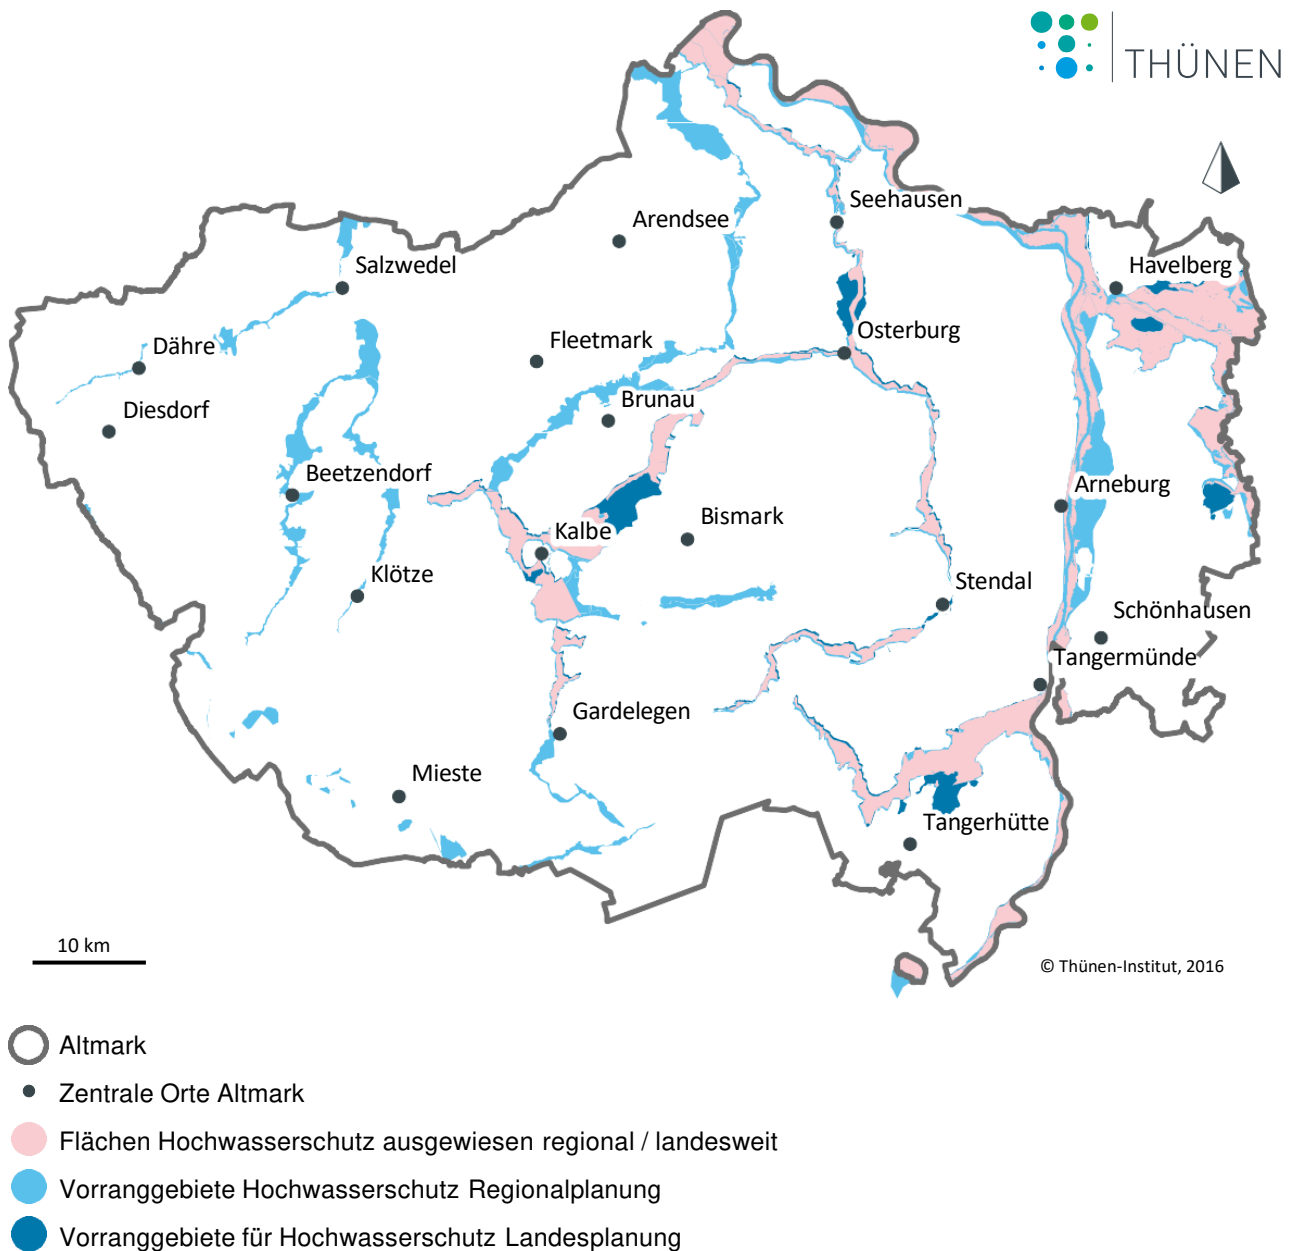 THÜNEN
Seehausen
Arendsee
Salzwedel
Havelberg
Dähre
Fleetmark
Osterburg
Diesdorf
Brunau
Beetzendorf
Arneburg
Bismark
Kalbe
Klötze
Stendal
Schönhausen
Tangermünde
Gardelegen
Mieste
Tangerhütte
10 km
© Thünen-Institut, 2016
Altmark
Zentrale Orte Altmark
Flächen Hochwasserschutz ausgewiesen regional / landesweit
Vorranggebiete Hochwasserschutz Regionalplanung
Vorranggebiete für Hochwasserschutz Landesplanung